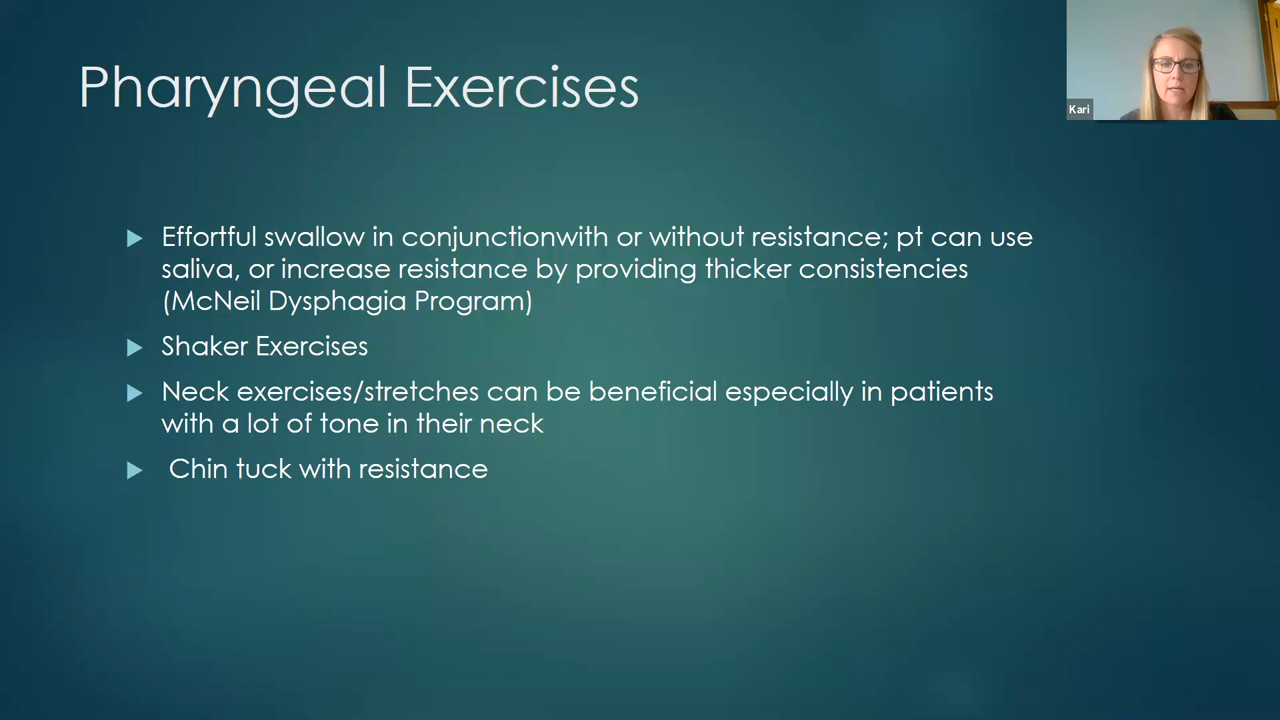 Pharyngeal Exercises
Kari
Effortful swallow in conjunctionwith or without resistance; pt can use
saliva, or increase resistance by providing thicker consistencies
(McNeil Dysphagia Program)
Shaker Exercises
Neck exercises/stretches can be beneficial especially in patients
with a lot of tone in their neck
Chin tuck with resistance